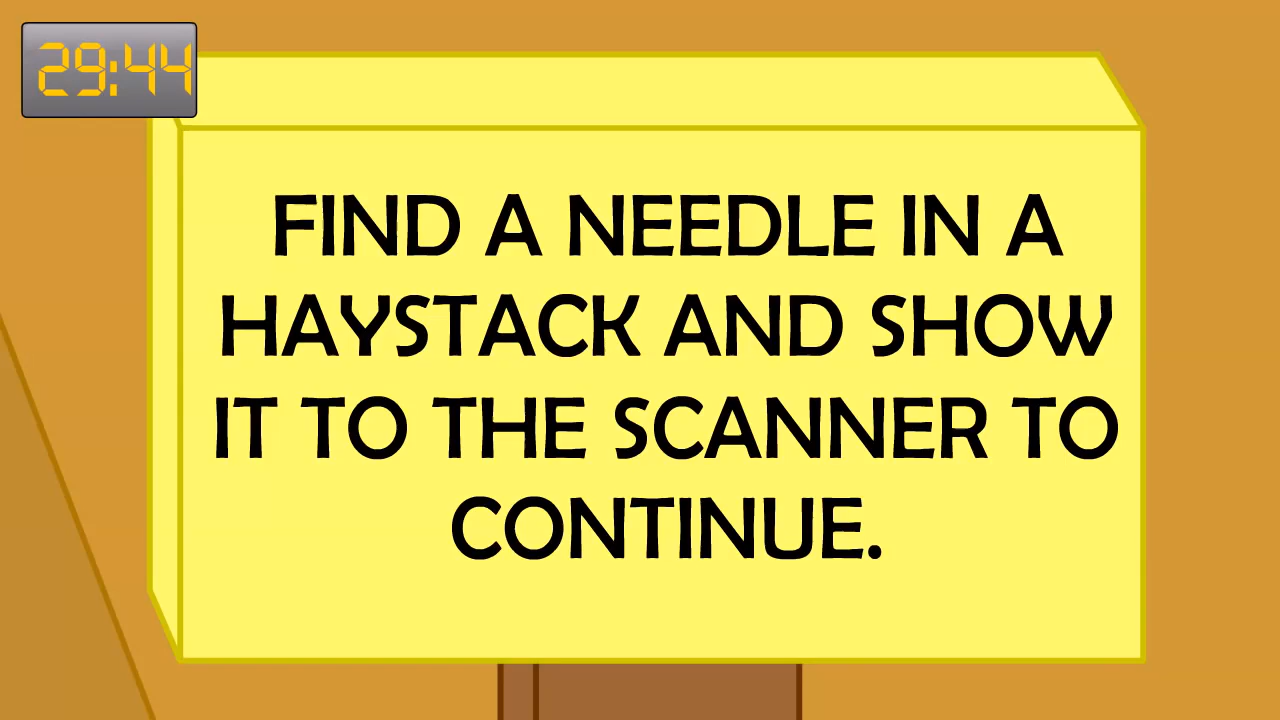 29:44
FIND A NEEDLE IN A
HAYSTACK AND SHOW
IT TO THE SCANNER TO
CONTINUE.